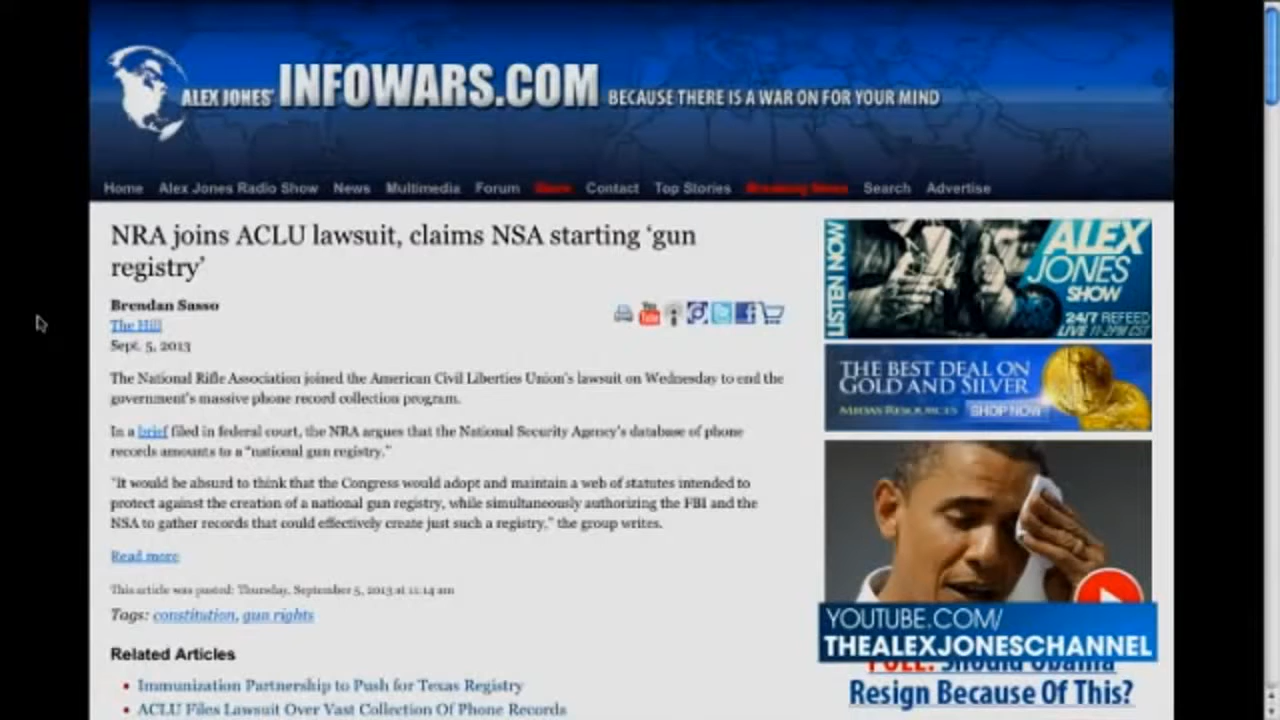 ALEX JONES' INFOWARS.COM BECAUSE THERE IS A WAR ON FOR YOUR MIND
Home Alex Jones Radio Show News Multimedia Forum Store Contact Top Stories Breaking News Search Advertise
NRA joins ACLU lawsuit, claims NSA starting ‘gun
registry’
Brendan Sasso
The Hill
Sept. 5, 2013
The National Rifle Association joined the American Civil Liberties Union's lawsuit on Wednesday to end the
government's massive phone record collection program.
In a brief filed in federal court, the NRA argues that the National Security Agency's database of phone
records amounts to a "national gun registry."
"It would be absurd to think that the Congress would adopt and maintain a web of statutes intended to
protect against the creation of a national gun registry, while simultaneously authorizing the FBI and the
NSA to gather records that could effectively create just such a registry," the group writes.
Read more
This article was posted: Thursday, September 5, 2013 at 11:14 am
Tags: constitution, gun rights
Related Articles
Immunization Partnership to Push for Texas Registry
ACLU Files Lawsuit Over Vast Collection Of Phone Records
LISTEN NOW
ALEX
JONES
SHOW
24/7 REFEED
LIVE 11-2PM CST
THE BEST DEAL ON
GOLD AND SILVER
MIDAS RESOURCES SHOP NOW
YOUTUBE.COM/
THEALEXJONESCHANNEL
POLL: Should Obama
Resign Because Of This?